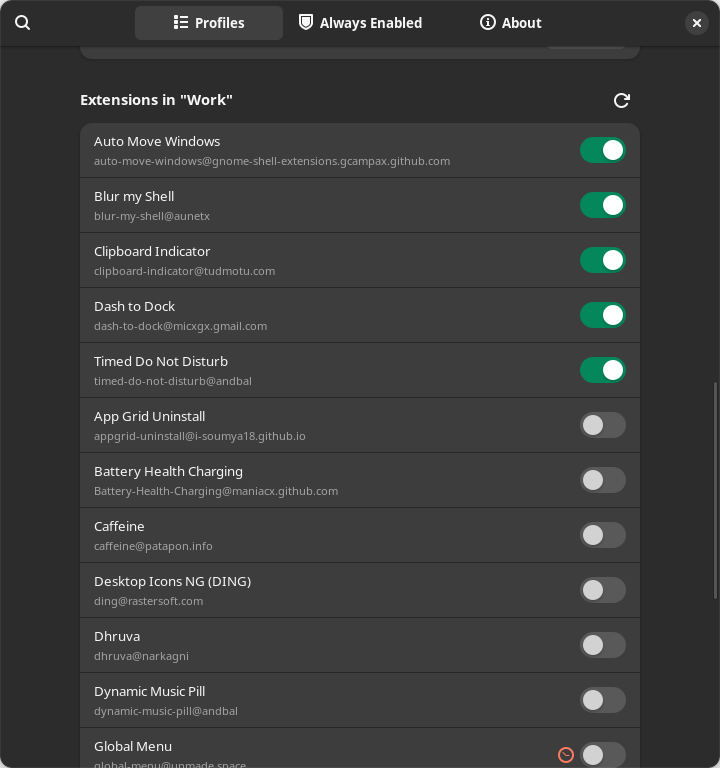 Profiles
Always Enabled
About
Extensions in "Work"
Auto Move Windows
auto-move-windows@gnome-shell-extensions.gcampax.github.com
Blur my Shell
blur-my-shell@aunetx
Clipboard Indicator
clipboard-indicator@tudmotu.com
Dash to Dock
dash-to-dock@micxgx.gmail.com
Timed Do Not Disturb
timed-do-not-disturb@andbal
App Grid Uninstall
appgrid-uninstall@i-soumya18.github.io
Battery Health Charging
Battery-Health-Charging@maniacx.github.com
Caffeine
caffeine@patapon.info
Desktop Icons NG (DING)
ding@rastersoft.com
Dhruva
dhruva@narkagni
Dynamic Music Pill
dynamic-music-pill@andbal
Global Menu
global-menu@unmade.space